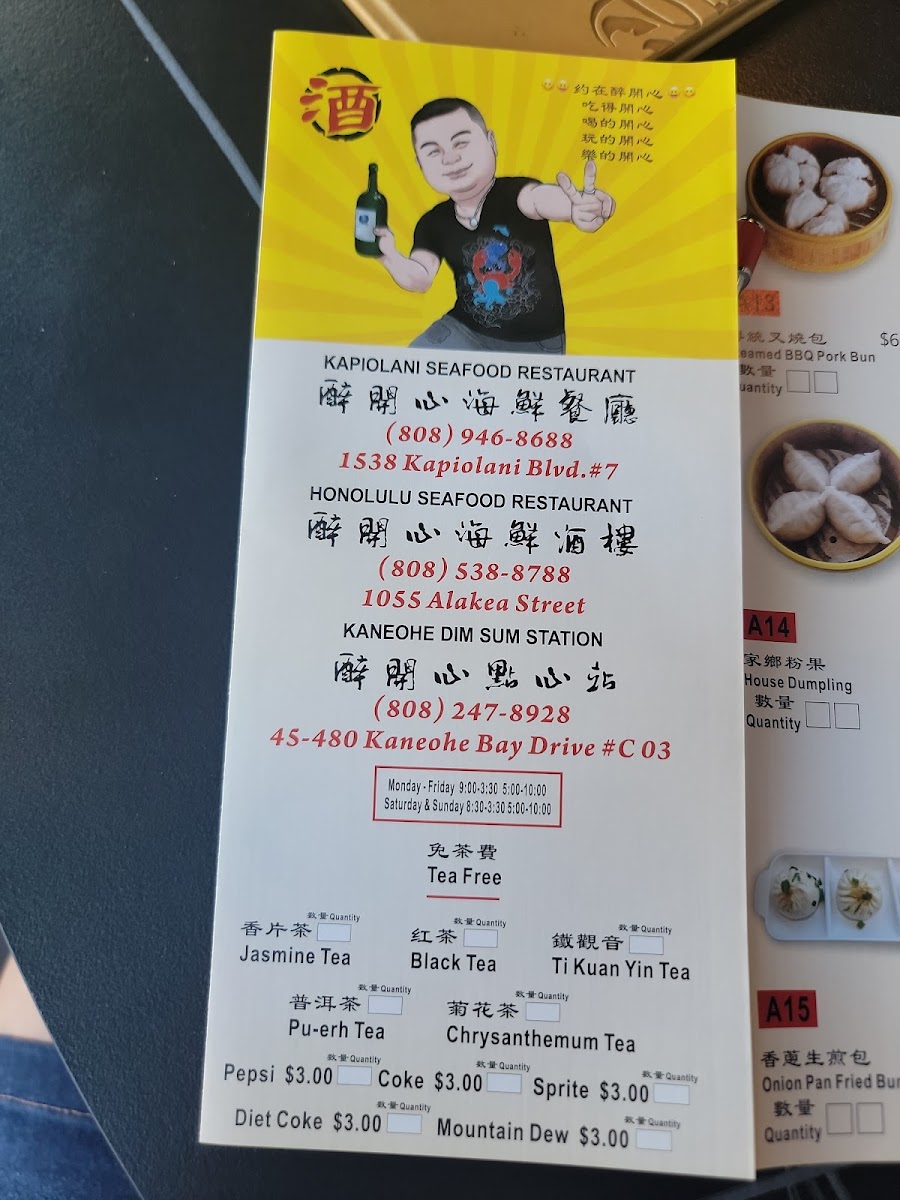 酒
約在醉開心
吃得開心
喝的開心
玩的開心
樂的開心
KAPIOLANI SEAFOOD RESTAURANT
醉開心海鮮餐廳
(808) 946-8688
1538 Kapiolani Blvd.#7
HONOLULU SEAFOOD RESTAURANT
醉開心海鮮酒樓
(808) 538-8788
1055 Alakea Street
KANEOHE DIM SUM STATION
醉開心點心站
(808) 247-8928
45-480 Kaneohe Bay Drive #C 03
Monday - Friday 9:00-3:30 5:00-10:00
Saturday & Sunday 8:30-3:30 5:00-10:00
免茶費
Tea Free
數量 Quantity 數量 Quantity 數量 Quantity
香片茶 红茶 鐵觀音
Jasmine Tea Black Tea Ti Kuan Yin Tea
數量 Quantity 數量 Quantity
普洱茶 菊花茶
Pu-erh Tea Chrysanthemum Tea
數量 Quantity 數量 Quantity 數量 Quantity
Pepsi $3.00 Coke $3.00 Sprite $3.00
數量 Quantity 數量 Quantity
Diet Coke $3.00 Mountain Dew $3.00
統叉燒包 $6
BBQ Pork Bun
數量
A14
家鄉粉果
House Dumpling
數量
Quantity
A15
香蔥生煎包
Onion Pan Fried
數量
Quantity